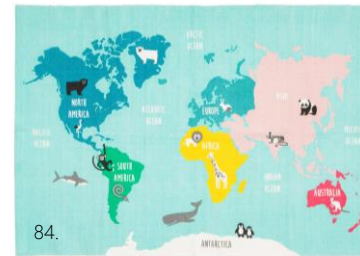 ARCTIC
OCEAN
NORTH
AMERICA
ATLANTIC
OCEAN
EUROPE
ASIA
PACIFIC
OCEAN
AFRICA
SOUTH
AMERICA
INDIAN
OCEAN
AUSTRALIA
ANTARCTICA
84.